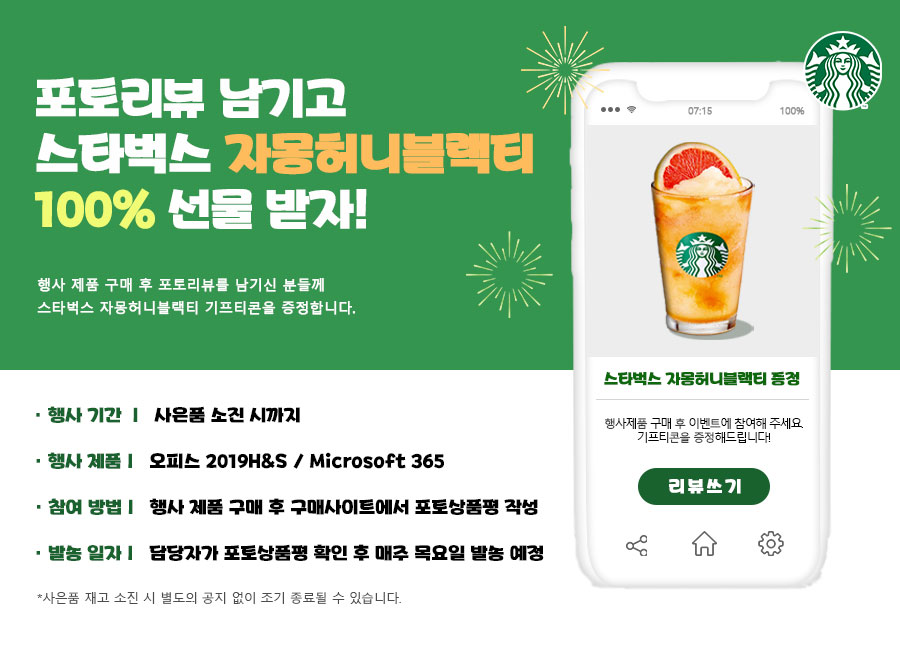 포토리뷰 남기고
스타벅스 자몽허니블랙티
100% 선물 받자!
행사 제품 구매 후 포토리뷰를 남기신 분들께
스타벅스 자몽허니블랙티 기프티콘을 증정합니다.
· 행사 기간 ㅣ 사은품 소진 시까지
· 행사 제품ㅣ 오피스 2019H&S / Microsoft 365
· 참여 방법ㅣ 행사 제품 구매 후 구매사이트에서 포토상품평 작성
· 발송 일자ㅣ 담당자가 포토상품평 확인 후 매주 목요일 발송 예정
*사은품 재고 소진 시 별도의 공지 없이 조기 종료될 수 있습니다.
07:15 100%
스타벅스 자몽허니블랙티 증정
행사제품 구매 후 이벤트에 참여해 주세요.
기프티콘을 증정해드립니다!
리뷰쓰기